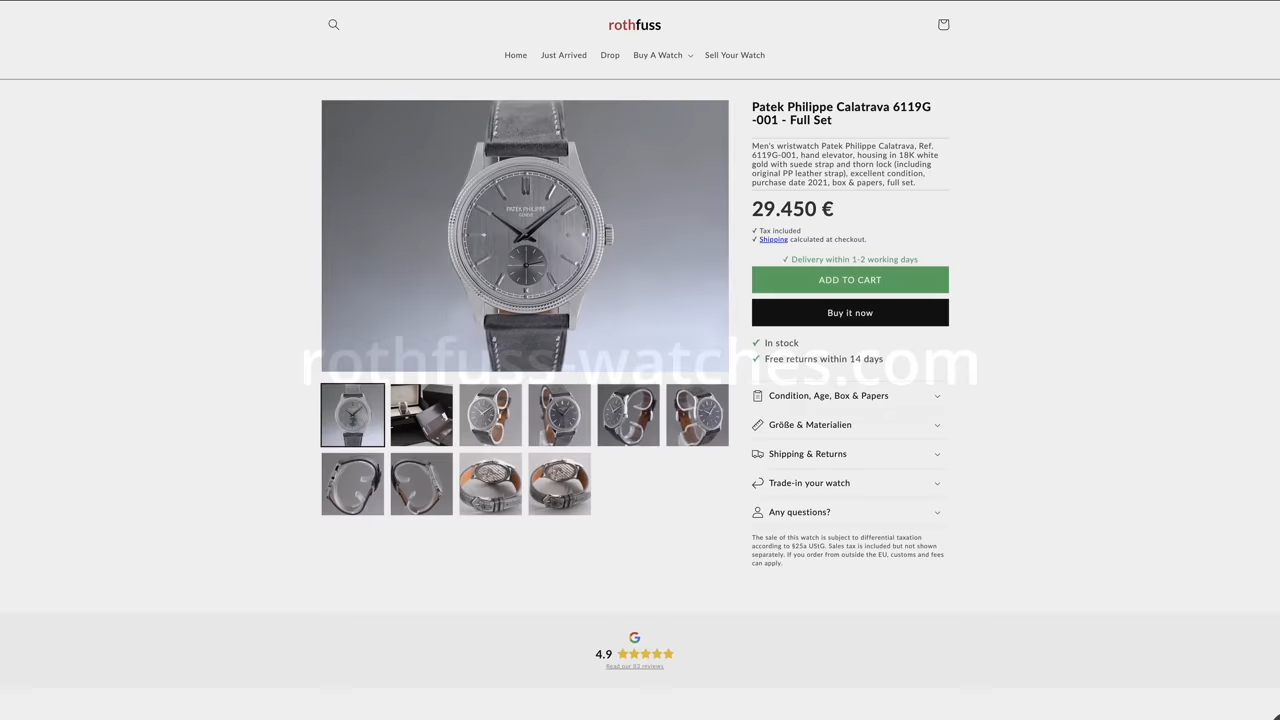 rothfuss
Home Just Arrived Drop Buy A Watch Sell Your Watch
PATEK PHILIPPE
GENEVE
Patek Philippe Calatrava 6119G
-001 - Full Set
Men's wristwatch Patek Philippe Calatrava, Ref.
6119G-001, hand elevator, housing in 18K white
gold with suede strap and thorn lock (including
original PP leather strap), excellent condition,
purchase date 2021, box & papers, full set.
29.450 €
✓ Tax included
✓ Shipping calculated at checkout.
✓ Delivery within 1-2 working days
ADD TO CART
Buy it now
✓ In stock
✓ Free returns within 14 days
rothfuss-watches.com
Condition, Age, Box & Papers
Größe & Materialien
Shipping & Returns
Trade-in your watch
Any questions?
The sale of this watch is subject to differential taxation
according to §25a UStG. Sales tax is included but not shown
separately. If you order from outside the EU, customs and fees
can apply.
G
4.9
Read our 83 reviews